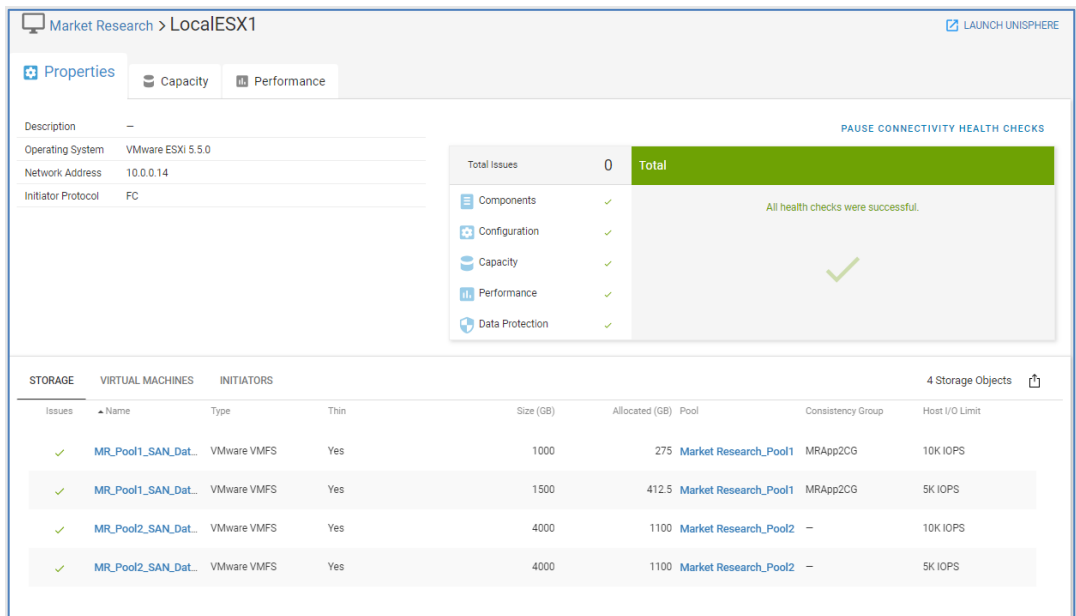 Market Research > LocalESX1
LAUNCH UNISPHERE
Properties
Capacity
Performance
Description –
Operating System VMware ESXi 5.5.0
Network Address 10.0.0.14
Initiator Protocol FC
PAUSE CONNECTIVITY HEALTH CHECKS
Total Issues 0
Total
Components
Configuration
Capacity
Performance
Data Protection
All health checks were successful.
STORAGE VIRTUAL MACHINES INITIATORS
4 Storage Objects
Issues Name Type Thin Size (GB) Allocated (GB) Pool Consistency Group Host I/O Limit
MR_Pool1_SAN_Dat... VMware VMFS Yes 1000 275 Market Research_Pool1 MRApp2CG 10K IOPS
MR_Pool1_SAN_Dat... VMware VMFS Yes 1500 412.5 Market Research_Pool1 MRApp2CG 5K IOPS
MR_Pool2_SAN_Dat... VMware VMFS Yes 4000 1100 Market Research_Pool2 – 10K IOPS
MR_Pool2_SAN_Dat... VMware VMFS Yes 4000 1100 Market Research_Pool2 – 5K IOPS